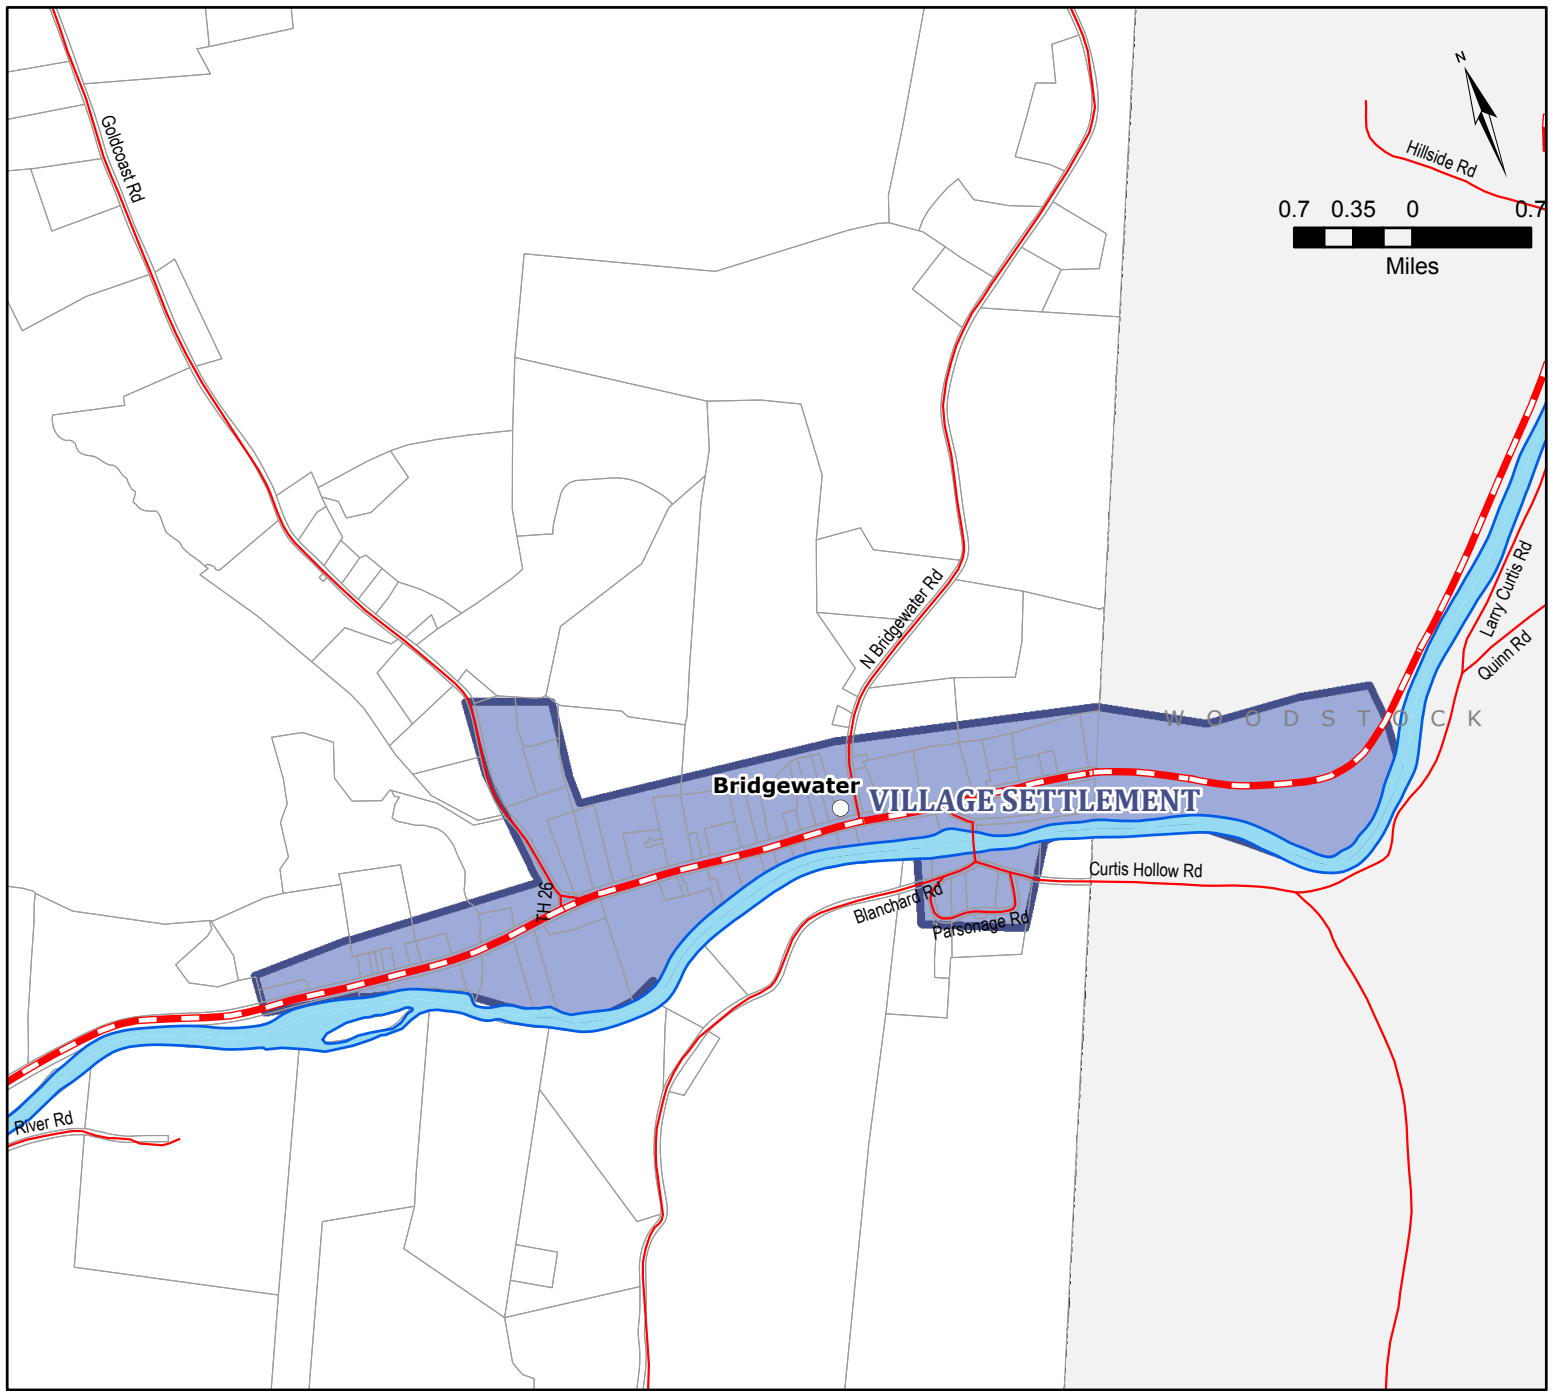 N
Goldcoast Rd
Hillside Rd
0.7 0.35 0 0.7
Miles
Larry Curtis Rd
N Bridgewater Rd
Quinn Rd
WOODSTOCK
Bridgewater
VILLAGE SETTLEMENT
Curtis Hollow Rd
TH 26
Blanchard Rd
Parsonage Rd
River Rd